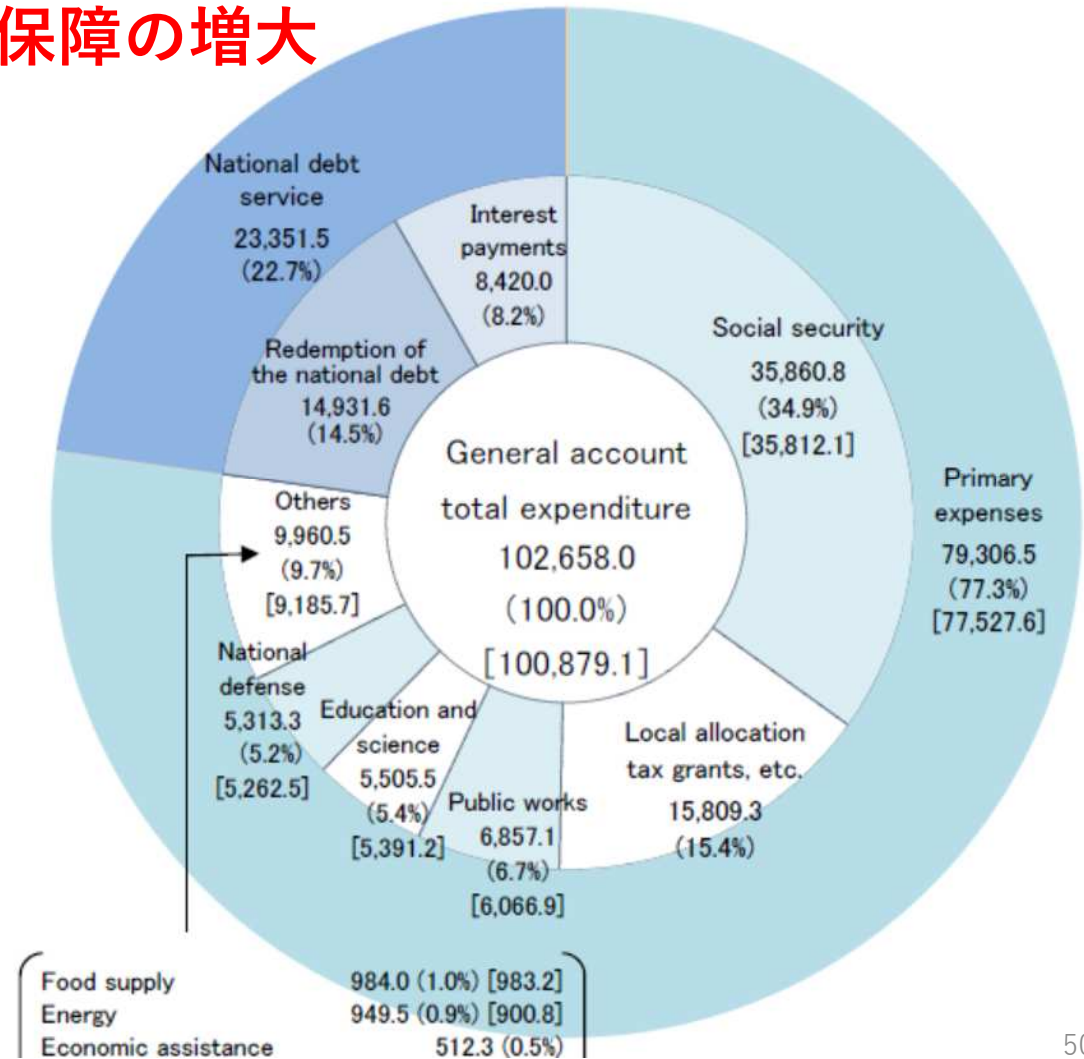 保障の増大
National debt
service
23,351.5
(22.7%)
Interest
payments
8,420.0
(8.2%)
Redemption of
the national debt
14,931.6
(14.5%)
Social security
35,860.8
(34.9%)
[35,812.1]
General account
total expenditure
102,658.0
(100.0%)
[100,879.1]
Primary
expenses
79,306.5
(77.3%)
[77,527.6]
Others
9,960.5
(9.7%)
[9,185.7]
National
defense
5,313.3
(5.2%)
[5,262.5]
Education and
science
5,505.5
(5.4%)
[5,391.2]
Public works
6,857.1
(6.7%)
[6,066.9]
Local allocation
tax grants, etc.
15,809.3
(15.4%)
Food supply 984.0 (1.0%) [983.2]
Energy 949.5 (0.9%) [900.8]
Economic assistance 512.3 (0.5%)